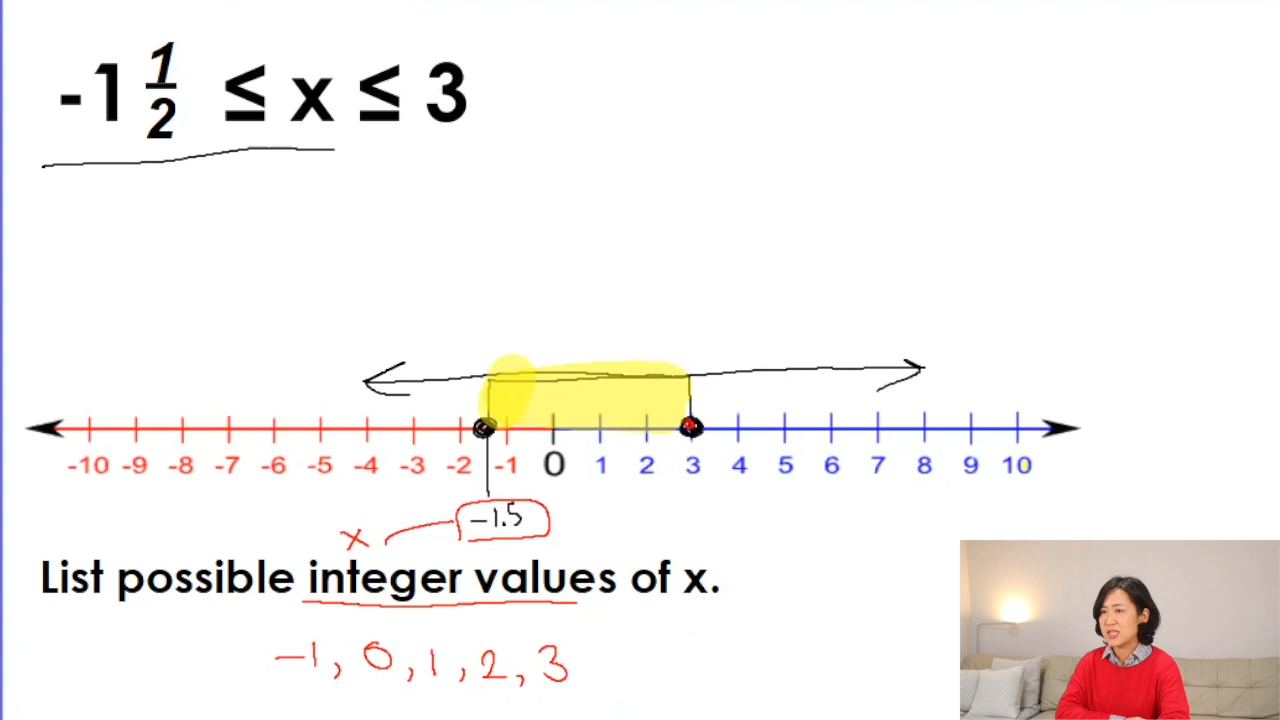 -1 1/2 ≤ x ≤ 3
-10 -9 -8 -7 -6 -5 -4 -3 -2 -1 0 1 2 3 4 5 6 7 8 9 10
x -1.5
List possible integer values of x.
-1, 0, 1, 2, 3